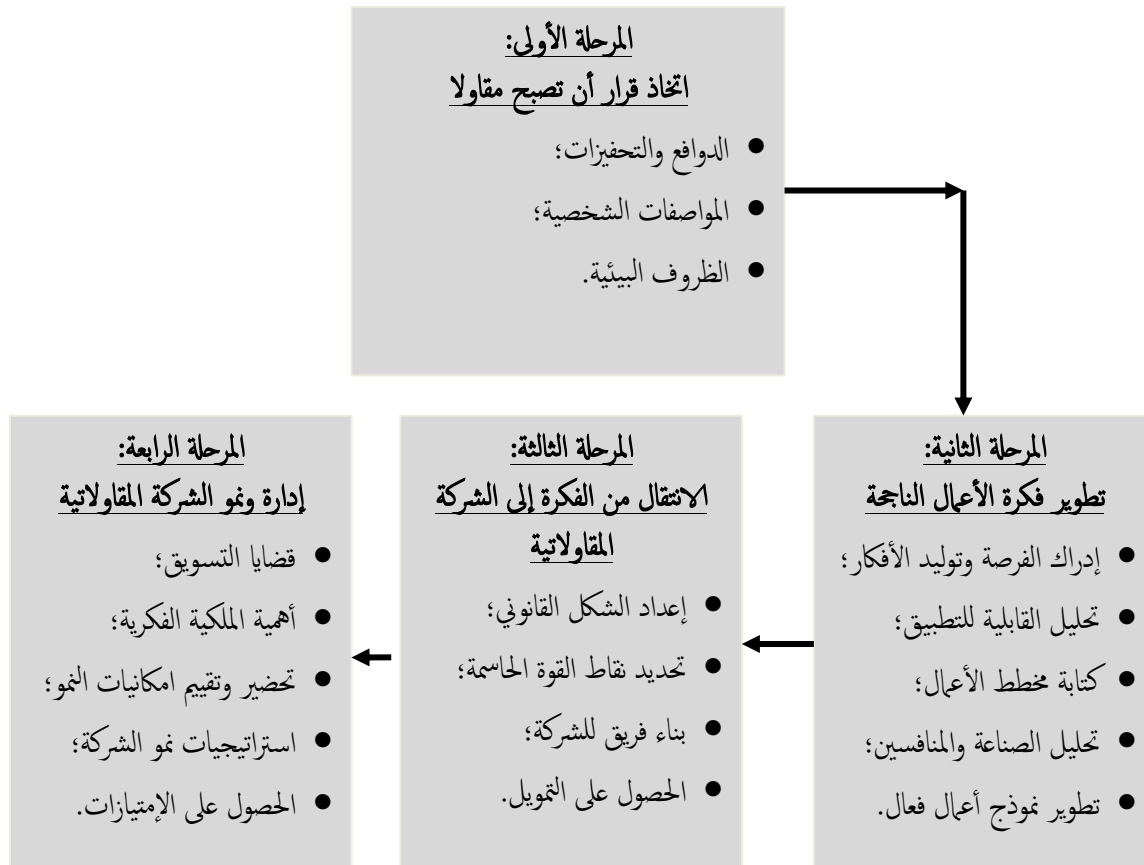 المرحلة الأولى:
اتخاذ قرار أن تصبح مقاولا
● الدوافع والتحفيزات؛
● المواصفات الشخصية؛
● الظروف البيئية.
المرحلة الثانية:
تطوير فكرة الأعمال الناجحة
● إدراك الفرصة وتوليد الأفكار؛
● تحليل القابلية للتطبيق؛
● كتابة مخطط الأعمال؛
● تحليل الصناعة والمنافسين؛
● تطوير نموذج أعمال فعال.
المرحلة الثالثة:
الانتقال من الفكرة إلى الشركة
المقاولاتية
● إعداد الشكل القانوني؛
● تحديد نقاط القوة الحاسمة؛
● بناء فريق للشركة؛
● الحصول على التمويل.
المرحلة الرابعة:
إدارة ونمو الشركة المقاولاتية
● قضايا التسويق؛
● أهمية الملكية الفكرية؛
● تحضير وتقييم امكانيات النمو؛
● استراتيجيات نمو الشركة؛
● الحصول على الإمتيازات.